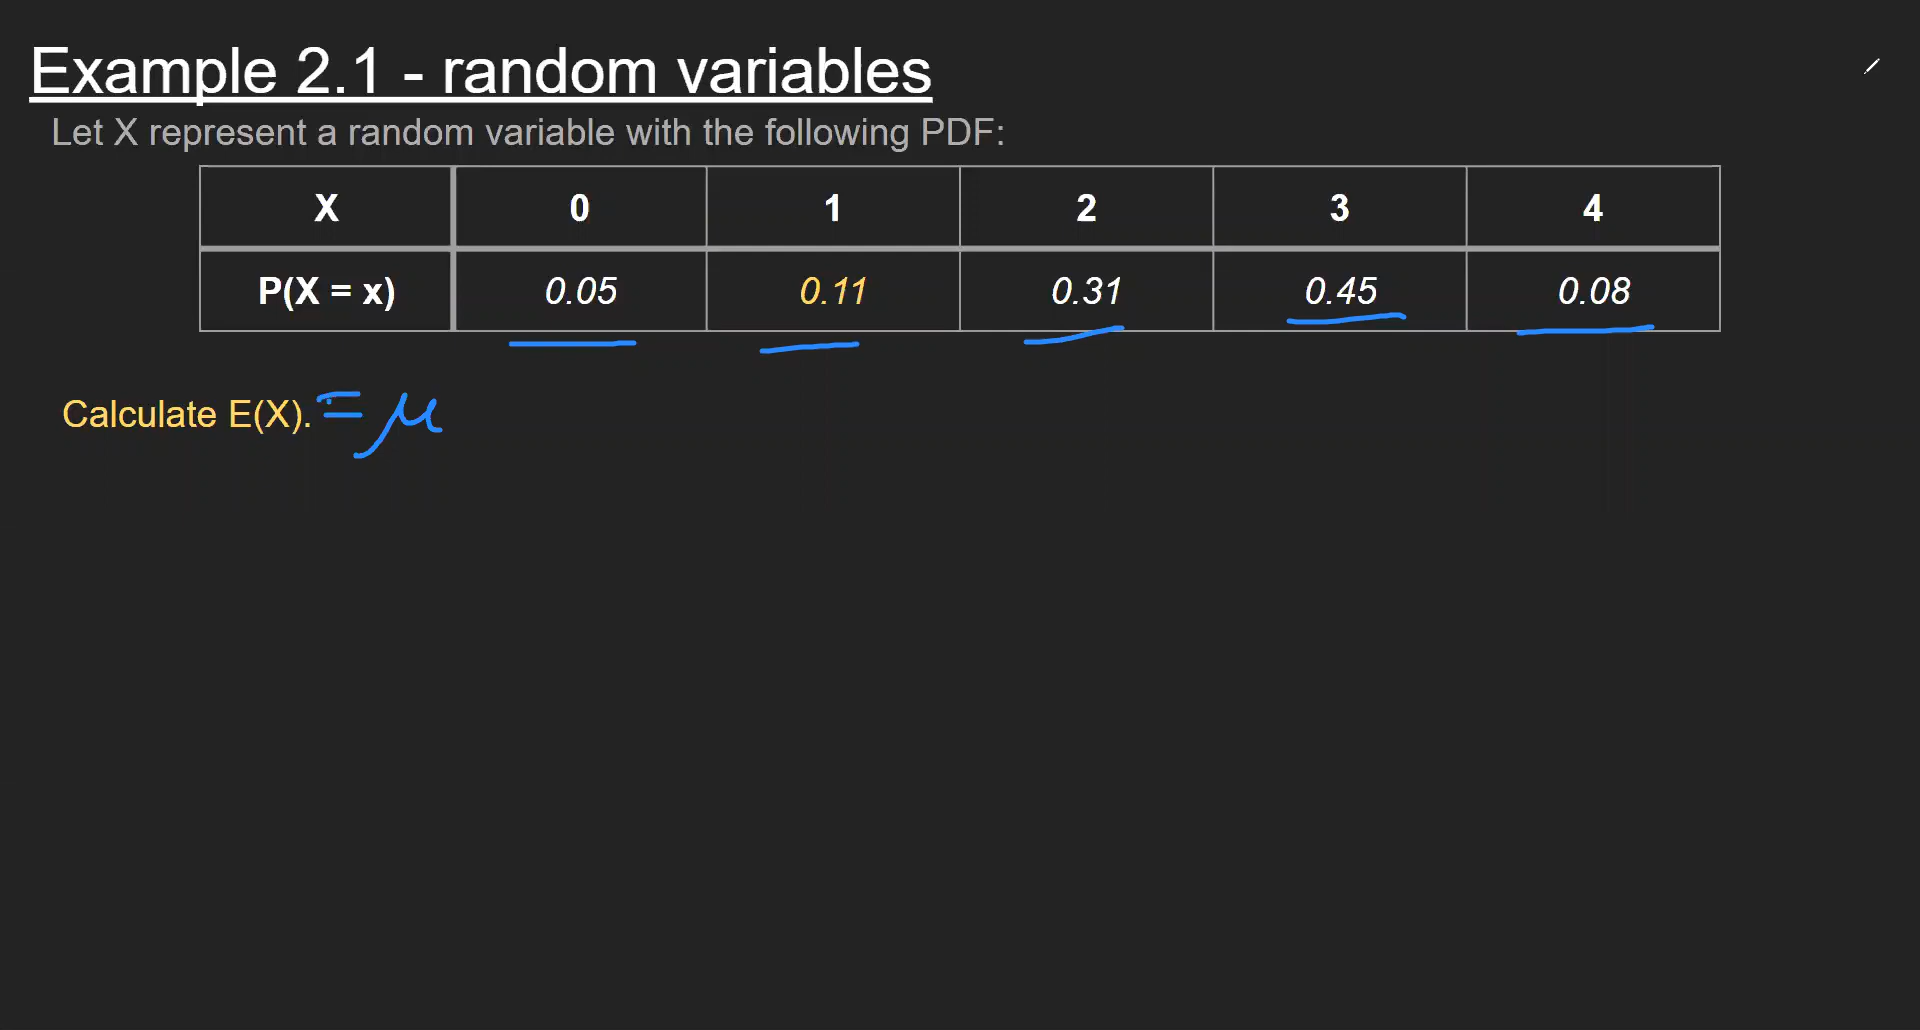 Example 2.1 - random variables
Let X represent a random variable with the following PDF:
X 0 1 2 3 4
P(X = x) 0.05 0.11 0.31 0.45 0.08
Calculate E(X). = μ